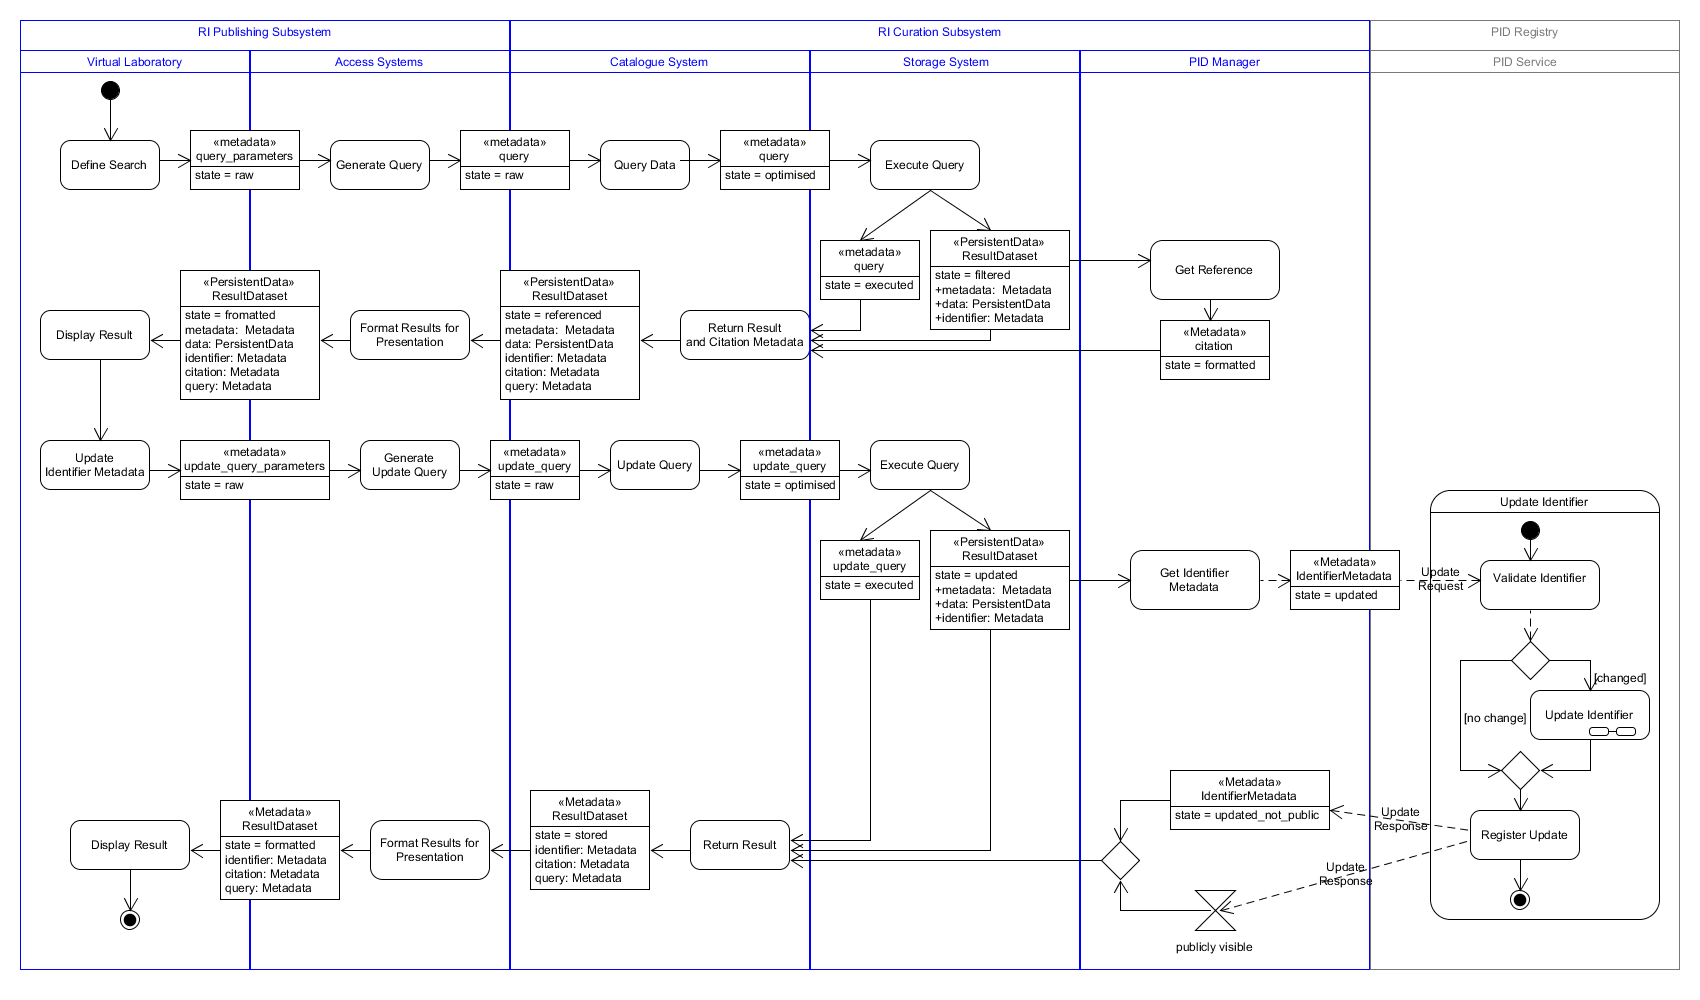 RI Publishing Subsystem
RI Curation Subsystem
PID Registry
Virtual Laboratory
Access Systems
Catalogue System
Storage System
PID Manager
PID Service
Define Search
«metadata»
query_parameters
state = raw
Generate Query
«metadata»
query
state = raw
Query Data
«metadata»
query
state = optimised
Execute Query
«metadata»
query
state = executed
«PersistentData»
ResultDataset
state = filtered
+metadata:  Metadata
+data: PersistentData
+identifier: Metadata
Get Reference
«Metadata»
citation
state = formatted
Return Result
and Citation Metadata
«PersistentData»
ResultDataset
state = referenced
metadata:  Metadata
data: PersistentData
identifier: Metadata
citation: Metadata
query: Metadata
Format Results for
Presentation
«PersistentData»
ResultDataset
state = fromatted
metadata:  Metadata
data: PersistentData
identifier: Metadata
citation: Metadata
query: Metadata
Display Result
Update
Identifier Metadata
«metadata»
update_query_parameters
state = raw
Generate
Update Query
«metadata»
update_query
state = raw
Update Query
«metadata»
update_query
state = optimised
Execute Query
«metadata»
update_query
state = executed
«PersistentData»
ResultDataset
state = updated
+metadata:  Metadata
+data: PersistentData
+identifier: Metadata
Get Identifier
Metadata
«Metadata»
IdentifierMetadata
state = updated
Update
Request
Update Identifier
Validate Identifier
[changed]
[no change]
Update Identifier
Register Update
Update
Response
Update
Response
«Metadata»
IdentifierMetadata
state = updated_not_public
publicly visible
Return Result
«Metadata»
ResultDataset
state = stored
identifier: Metadata
citation: Metadata
query: Metadata
Format Results for
Presentation
«Metadata»
ResultDataset
state = formatted
identifier: Metadata
citation: Metadata
query: Metadata
Display Result